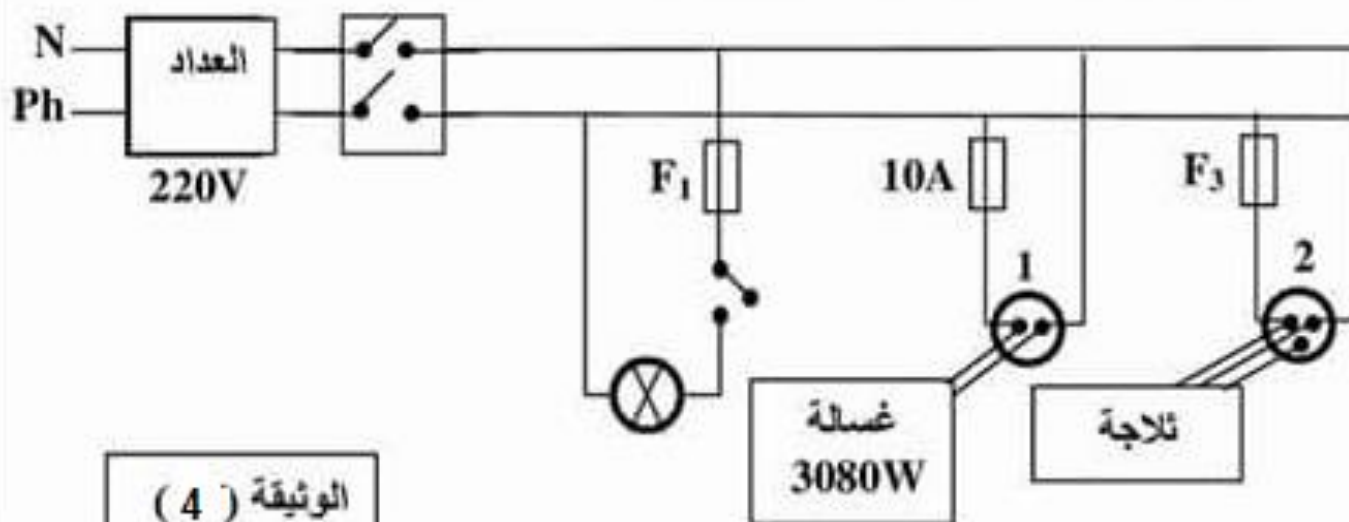 N
العداد
Ph
220V
F₁
10A
F₃
1
2
غسالة
3080W
ثلاجة
الوثيقة ( 4 )